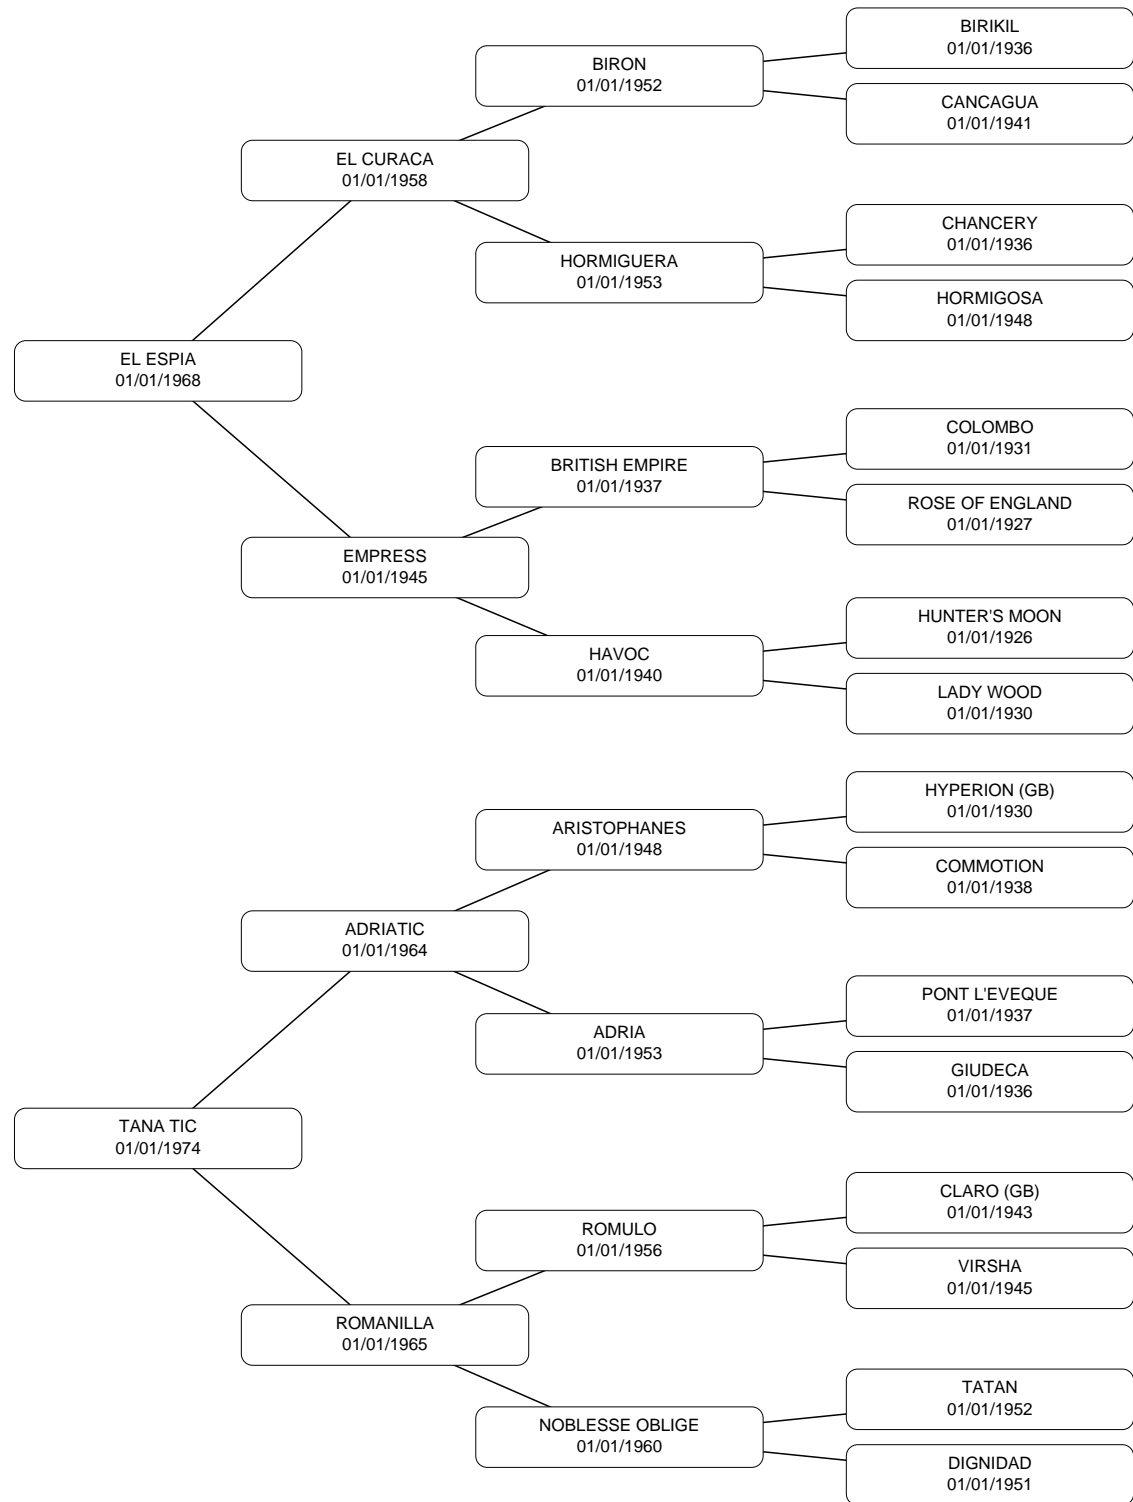 BIRIKIL
01/01/1936
BIRON
01/01/1952
CANCAGUA
01/01/1941
EL CURACA
01/01/1958
CHANCERY
01/01/1936
HORMIGUERA
01/01/1953
HORMIGOSA
01/01/1948
EL ESPIA
01/01/1968
COLOMBO
01/01/1931
BRITISH EMPIRE
01/01/1937
ROSE OF ENGLAND
01/01/1927
EMPRESS
01/01/1945
HUNTER'S MOON
01/01/1926
HAVOC
01/01/1940
LADY WOOD
01/01/1930
HYPERION (GB)
01/01/1930
ARISTOPHANES
01/01/1948
COMMOTION
01/01/1938
ADRIATIC
01/01/1964
PONT L'EVEQUE
01/01/1937
ADRIA
01/01/1953
GIUDECA
01/01/1936
TANA TIC
01/01/1974
CLARO (GB)
01/01/1943
ROMULO
01/01/1956
VIRSHA
01/01/1945
ROMANILLA
01/01/1965
TATAN
01/01/1952
NOBLESSE OBLIGE
01/01/1960
DIGNIDAD
01/01/1951